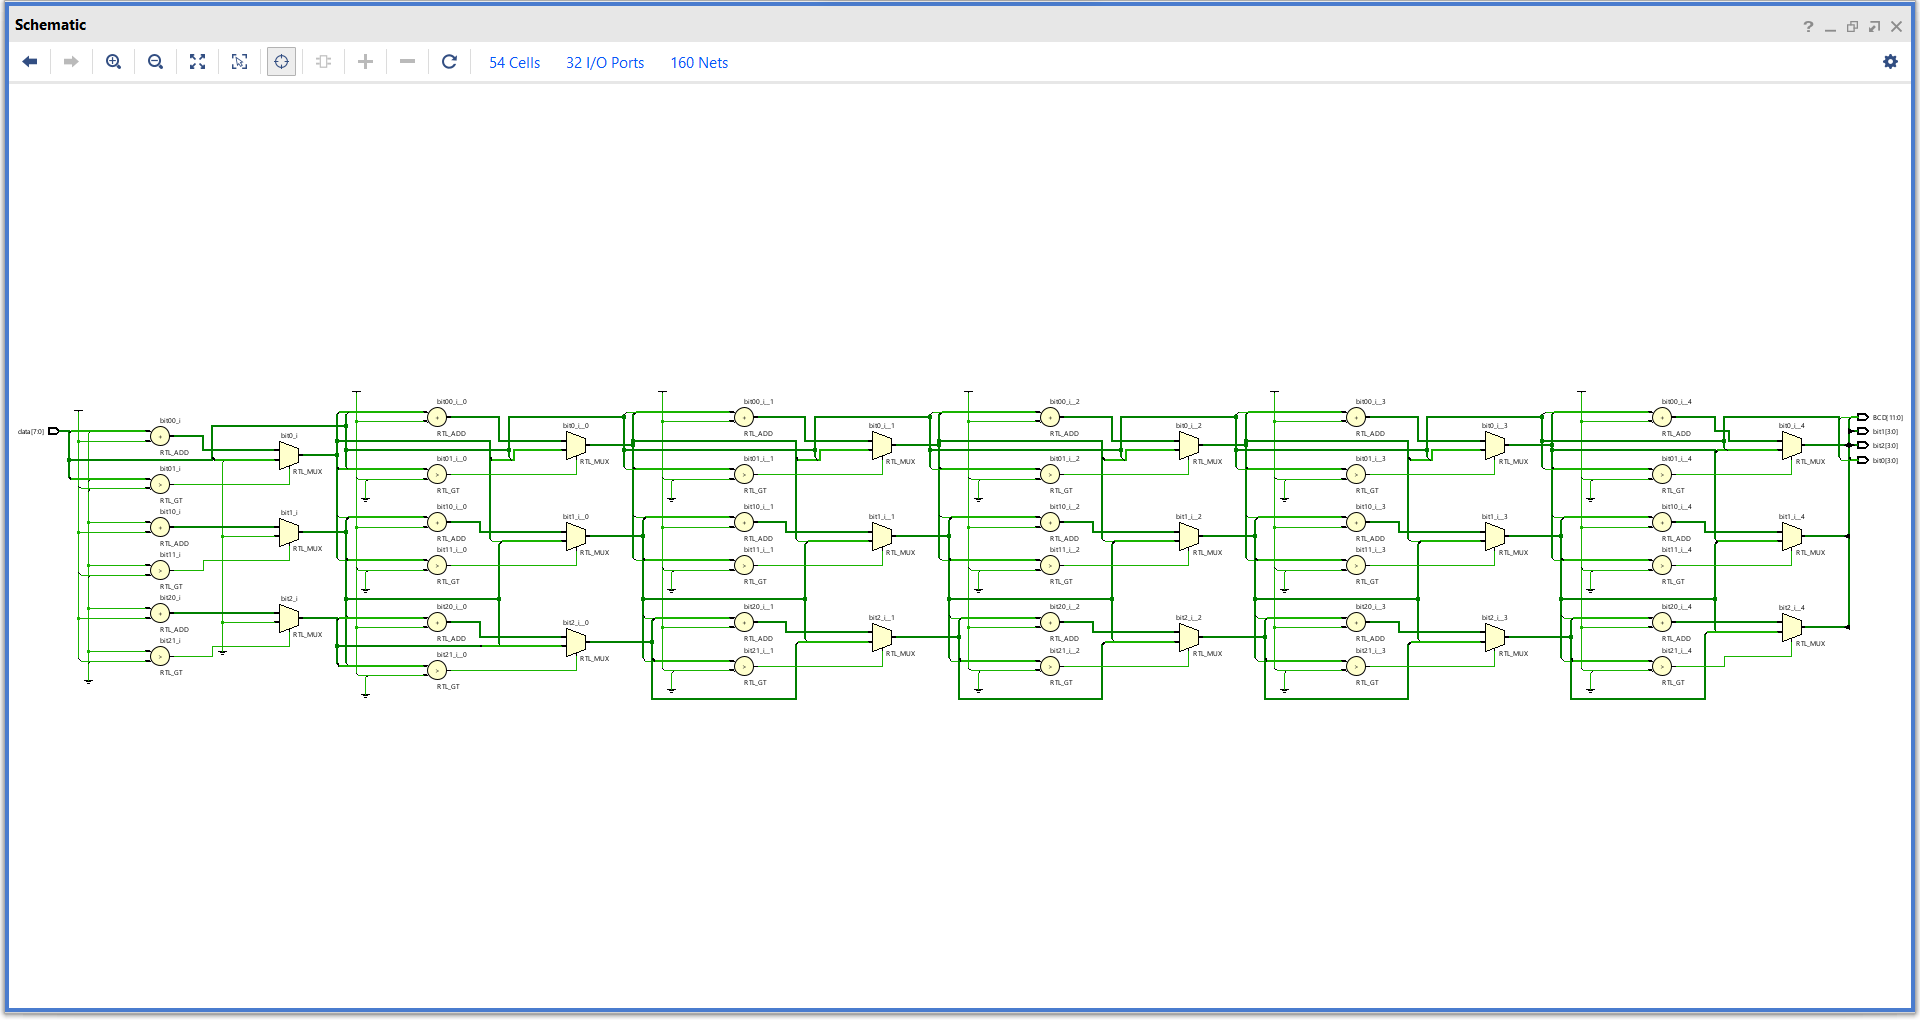 Schematic
54 Cells 32 I/O Ports 160 Nets
bit00_i__0 bit00_i__1 bit00_i__2 bit00_i__3 bit00_i__4
data[7:0] bit00_i RTL_ADD RTL_ADD RTL_ADD RTL_ADD RTL_ADD BCD[11:0]
bit0_i bit0_i__0 bit0_i__1 bit0_i__2 bit0_i__3 bit0_i__4 bit1[3:0]
RTL_ADD bit2[3:0]
bit01_i bit01_i__0 RTL_MUX bit01_i__1 RTL_MUX bit01_i__2 RTL_MUX bit01_i__3 RTL_MUX bit01_i__4 RTL_MUX bit0[3:0]
RTL_MUX
RTL_GT RTL_GT RTL_GT RTL_GT RTL_GT RTL_GT
bit10_i bit1_i bit10_i__0 bit1_i__0 bit10_i__1 bit1_i__1 bit10_i__2 bit1_i__2 bit10_i__3 bit1_i__3 bit10_i__4 bit1_i__4
RTL_ADD RTL_ADD RTL_ADD RTL_ADD RTL_ADD RTL_ADD
bit11_i RTL_MUX bit11_i__0 RTL_MUX bit11_i__1 RTL_MUX bit11_i__2 RTL_MUX bit11_i__3 RTL_MUX bit11_i__4 RTL_MUX
RTL_GT RTL_GT RTL_GT RTL_GT RTL_GT RTL_GT
bit20_i bit2_i bit20_i__0 bit2_i__0 bit20_i__1 bit2_i__1 bit20_i__2 bit2_i__2 bit20_i__3 bit2_i__3 bit20_i__4 bit2_i__4
RTL_ADD RTL_MUX RTL_ADD RTL_ADD RTL_ADD RTL_ADD RTL_ADD
bit21_i bit21_i__0 RTL_MUX bit21_i__1 RTL_MUX bit21_i__2 RTL_MUX bit21_i__3 RTL_MUX bit21_i__4 RTL_MUX
RTL_GT RTL_GT RTL_GT RTL_GT RTL_GT RTL_GT